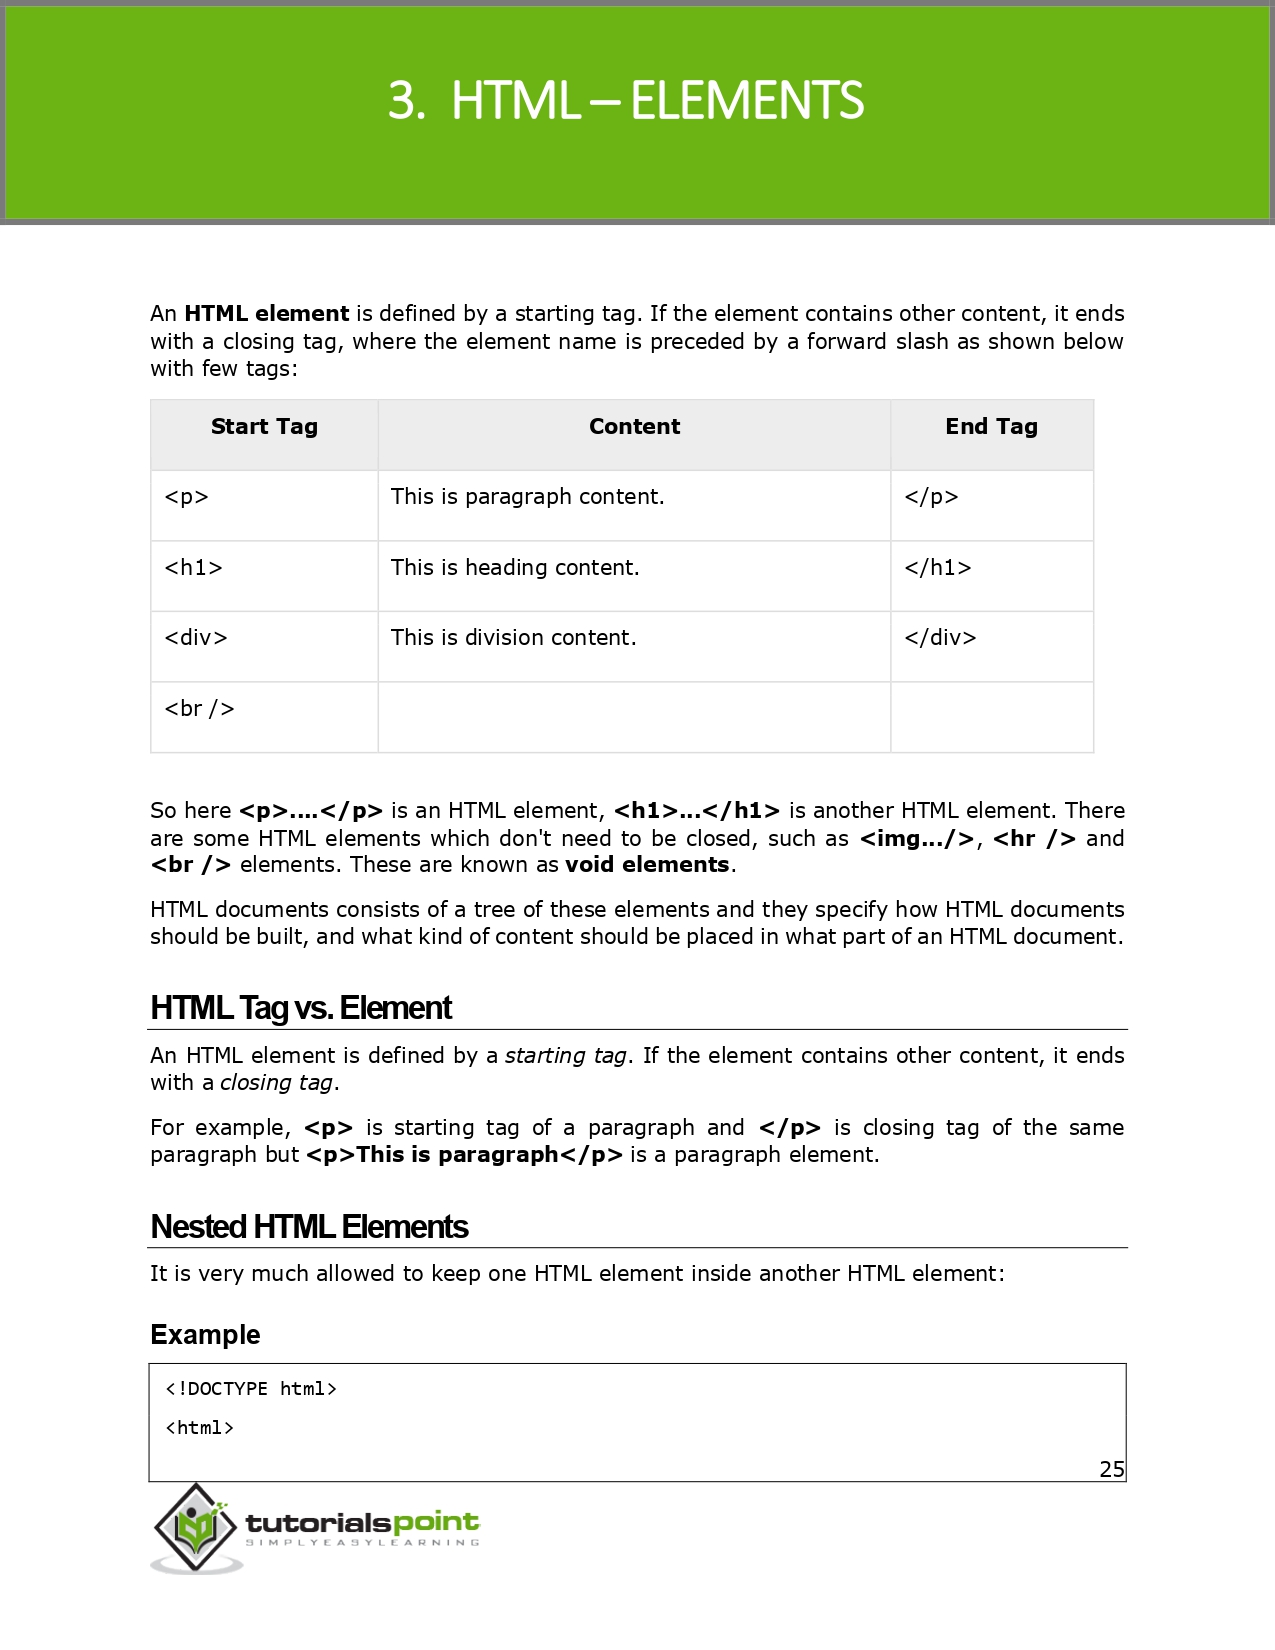 3. HTML – ELEMENTS
An HTML element is defined by a starting tag. If the element contains other content, it ends
with a closing tag, where the element name is preceded by a forward slash as shown below
with few tags:
Start Tag Content End Tag
<p> This is paragraph content. </p>
<h1> This is heading content. </h1>
<div> This is division content. </div>
<br />
So here <p>....</p> is an HTML element, <h1>...</h1> is another HTML element. There
are some HTML elements which don't need to be closed, such as <img.../>, <hr /> and
<br /> elements. These are known as void elements.
HTML documents consists of a tree of these elements and they specify how HTML documents
should be built, and what kind of content should be placed in what part of an HTML document.
HTML Tag vs. Element
An HTML element is defined by a starting tag. If the element contains other content, it ends
with a closing tag.
For example, <p> is starting tag of a paragraph and </p> is closing tag of the same
paragraph but <p>This is paragraph</p> is a paragraph element.
Nested HTML Elements
It is very much allowed to keep one HTML element inside another HTML element:
Example
<!DOCTYPE html>
<html>
25
tutorialspoint
SIMPLYEASYLEARNING